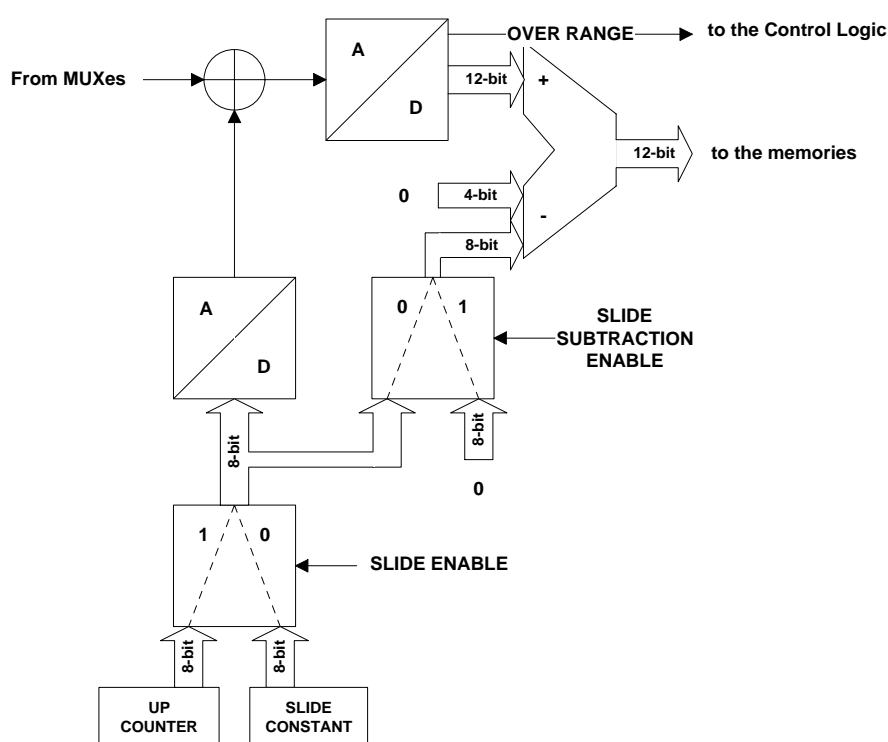 OVER RANGE
to the Control Logic
A
D
From MUXes
12-bit
+
12-bit
to the memories
0
4-bit
-
8-bit
A
D
0
1
SLIDE
SUBTRACTION
ENABLE
8-bit
8-bit
0
1
0
SLIDE ENABLE
8-bit
8-bit
UP
COUNTER
SLIDE
CONSTANT